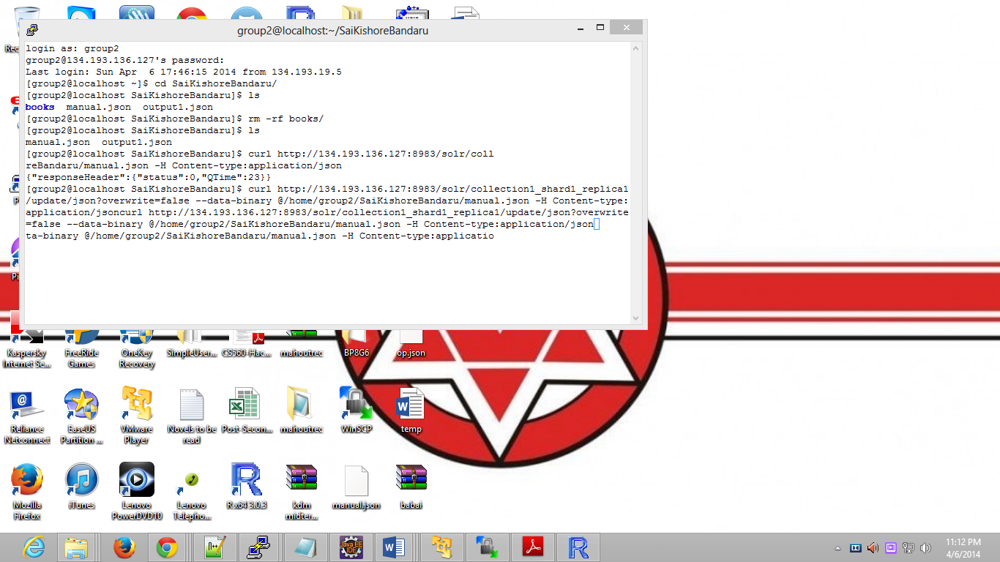 group2@localhost:~/SaiKishoreBandaru
login as: group2
group2@134.193.136.127's password:
Last login: Sun Apr  6 17:46:15 2014 from 134.193.19.5
[group2@localhost ~]$ cd SaiKishoreBandaru/
[group2@localhost SaiKishoreBandaru]$ ls
books  manual.json  output1.json
[group2@localhost SaiKishoreBandaru]$ rm -rf books/
[group2@localhost SaiKishoreBandaru]$ ls
manual.json  output1.json
[group2@localhost SaiKishoreBandaru]$ curl http://134.193.136.127:8983/solr/coll
reBandaru/manual.json -H Content-type:application/json
{"responseHeader":{"status":0,"QTime":23}}
[group2@localhost SaiKishoreBandaru]$ curl http://134.193.136.127:8983/solr/collection1_shard1_replica1
/update/json?overwrite=false --data-binary @/home/group2/SaiKishoreBandaru/manual.json -H Content-type:
application/jsoncurl http://134.193.136.127:8983/solr/collection1_shard1_replica1/update/json?overwrite
=false --data-binary @/home/group2/SaiKishoreBandaru/manual.json -H Content-type:application/json
ta-binary @/home/group2/SaiKishoreBandaru/manual.json -H Content-type:applicatio
Kaspersky Internet Se...
FreeRide Games
OneKey Recovery
SimpleUser...
CS560-Hac...
mahoutrec
BP8G6
op.json
Reliance Netconnect
EaseUS Partition ...
VMware Player
Novels to be read
Post-Secon...
mahoutrec
WinSCP
temp
Mozilla Firefox
iTunes
Lenovo PowerDVD10
Lenovo Telepho...
R x64 3.0.3
kdm midter...
manual.json
babai
11:12 PM
4/6/2014